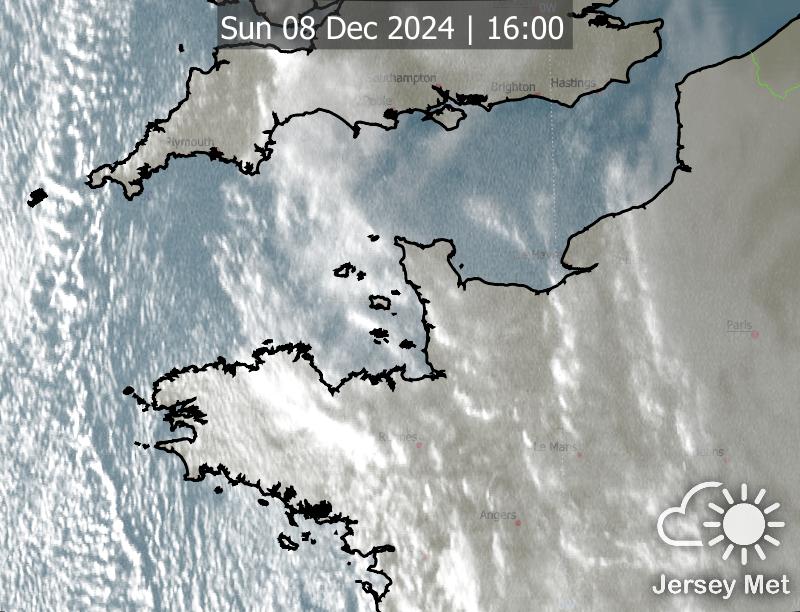 Sun 08 Dec 2024 | 16:00
0W
Southampton
Brighton
Hastings
Poole
Plymouth
Le Havre
Paris
Rennes
Le Mans
Angers
Jersey Met